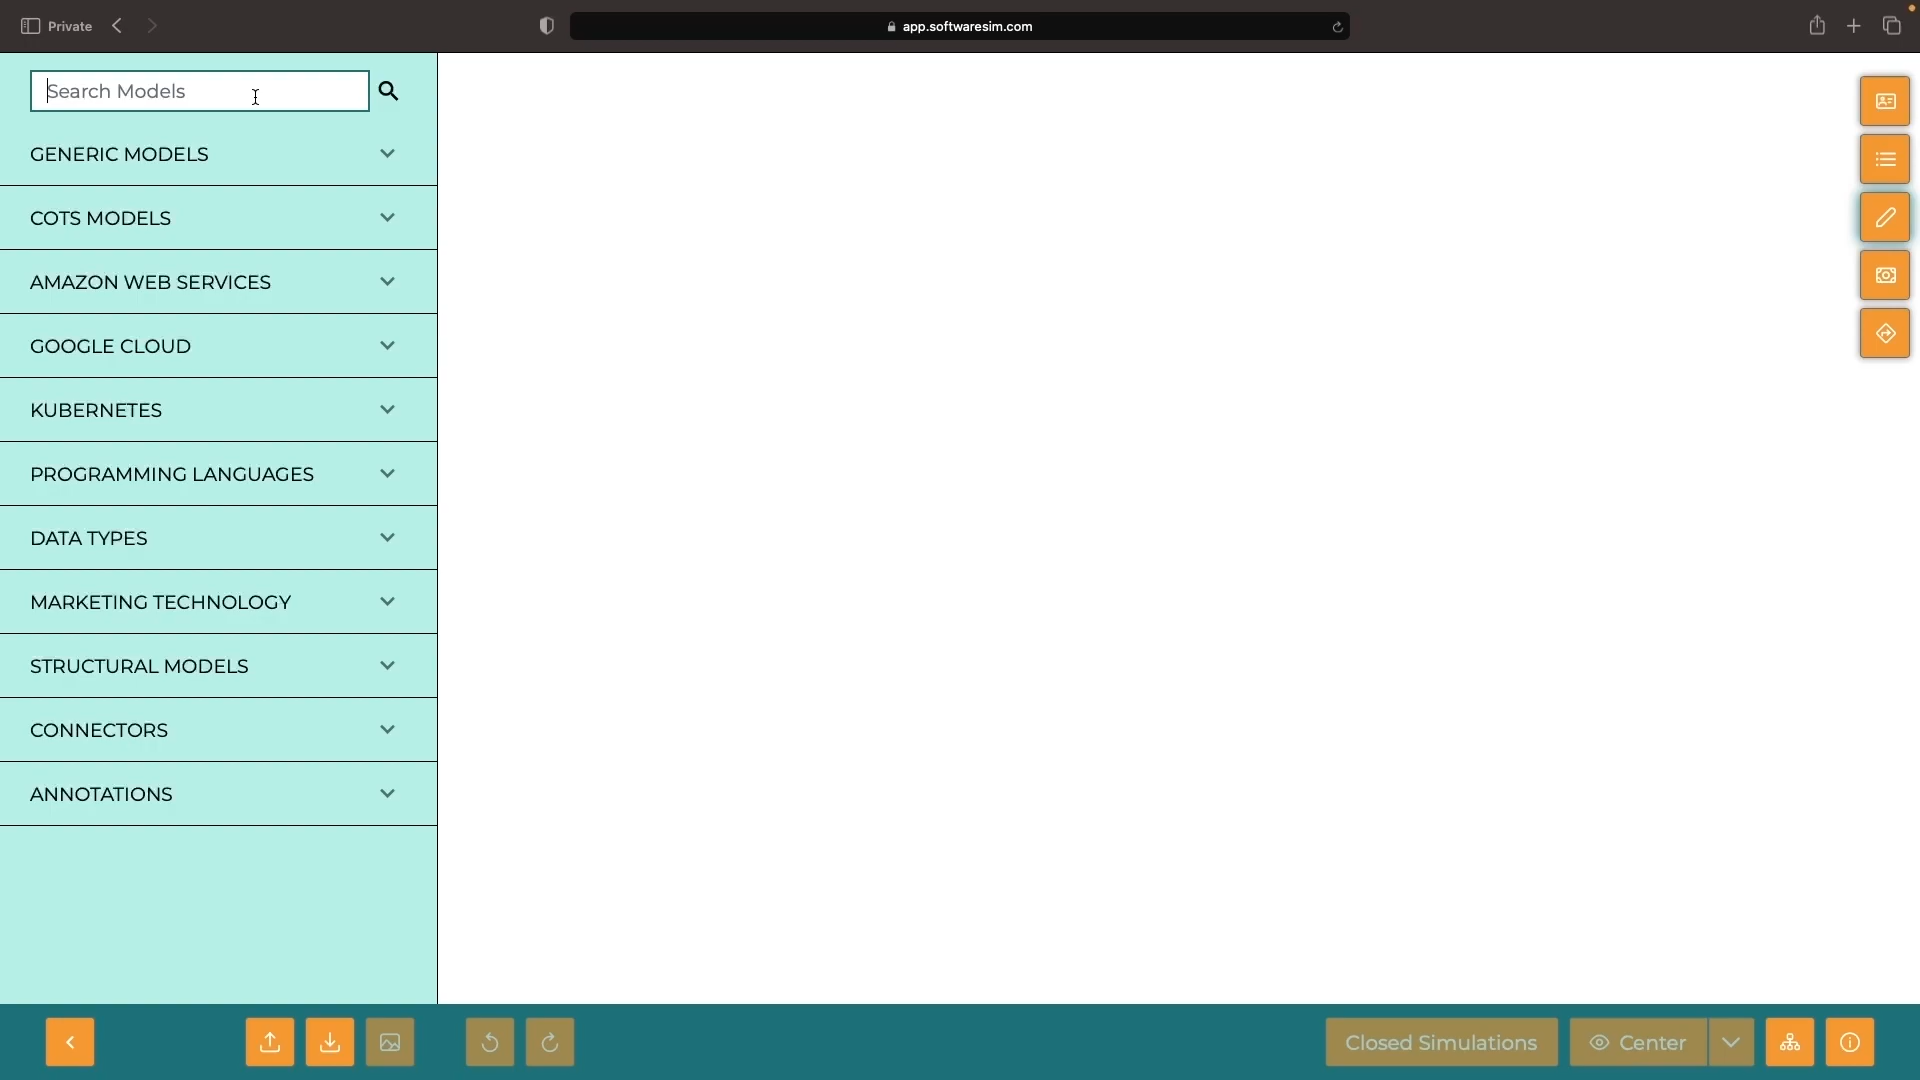 Private
app.softwaresim.com
Search Models
GENERIC MODELS
COTS MODELS
AMAZON WEB SERVICES
GOOGLE CLOUD
KUBERNETES
PROGRAMMING LANGUAGES
DATA TYPES
MARKETING TECHNOLOGY
STRUCTURAL MODELS
CONNECTORS
ANNOTATIONS
Closed Simulations
Center